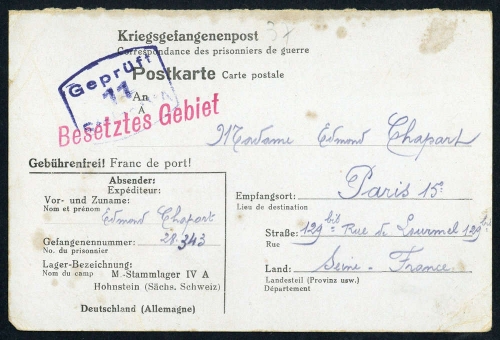 Kriegsgefangenenpost
Correspondance des prisonniers de guerre
Postkarte Carte postale
An
A
Geprüft
11
Besetztes Gebiet
Madame Edmond Chapart
Gebührenfrei! Franc de port!
Absender:
Expéditeur:
Vor- und Zuname:
Nom et prénom
Edmond Chapart
Gefangenennummer:
No. du prisonnier
28.343
Lager-Bezeichnung:
Nom du camp
M.-Stammlager IV A
Hohnstein (Sächs. Schweiz)
Deutschland (Allemagne)
Empfangsort:
Lieu de destination
Paris 15e
Straße:
Rue
129 bis Rue de Lourmel 129 bis
Land:
Seine - France
Landesteil (Provinz usw.)
Département